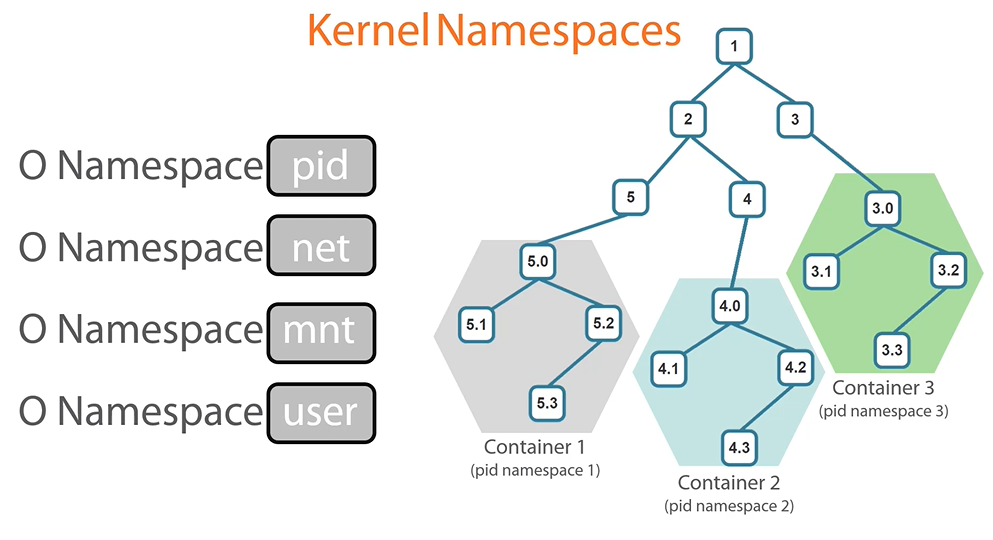 Kernel Namespaces
O Namespace pid
O Namespace net
O Namespace mnt
O Namespace user
1
2
3
5
4
3.0
5.0
3.1
3.2
4.0
5.1
5.2
3.3
4.1
4.2
5.3
4.3
Container 1
(pid namespace 1)
Container 2
(pid namespace 2)
Container 3
(pid namespace 3)